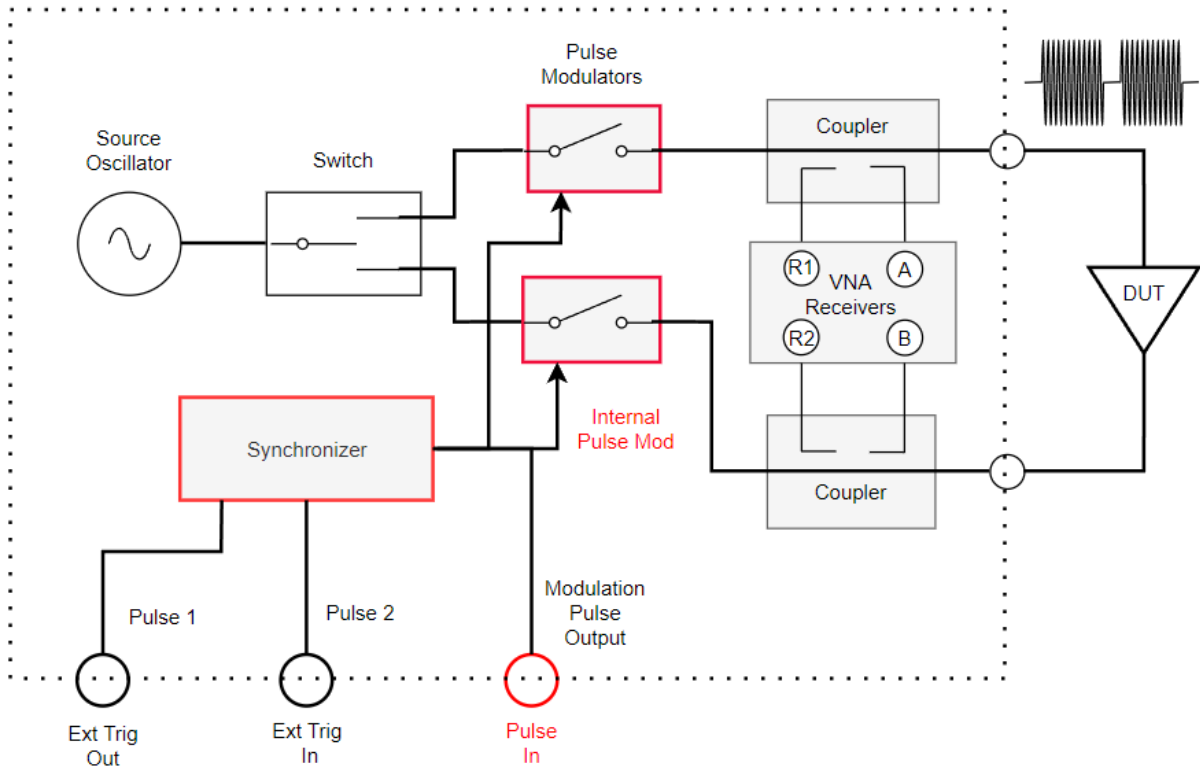 Pulse
Modulators
Source
Oscillator
Switch
Coupler
R1
A
VNA
Receivers
R2
B
DUT
Internal
Pulse Mod
Synchronizer
Coupler
Pulse 1
Pulse 2
Modulation
Pulse
Output
Ext Trig
Out
Ext Trig
In
Pulse
In